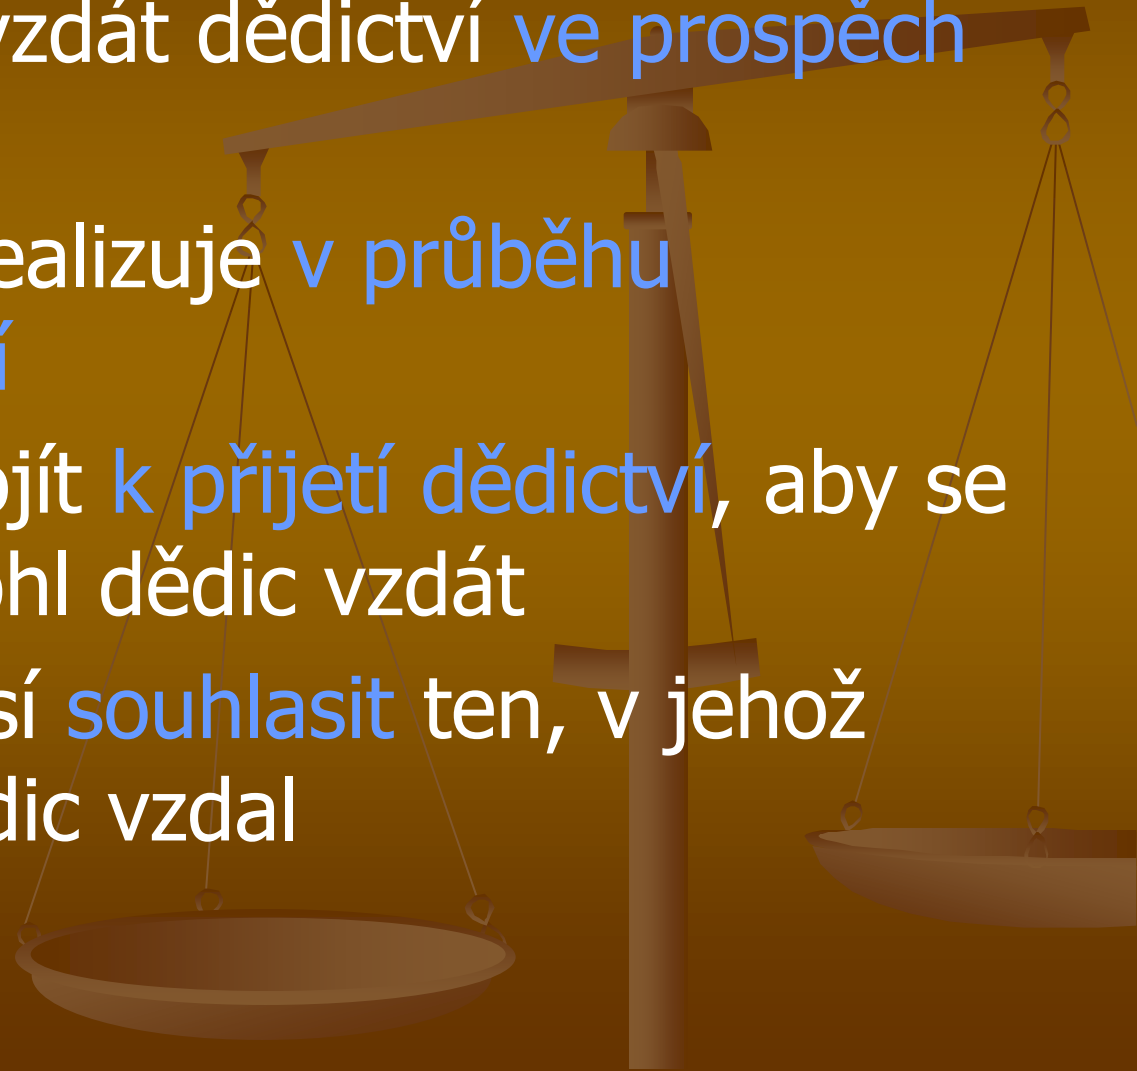 vzdát dědictví ve prospěch
ealizuje v průběhu
í
ojít k přijetí dědictví, aby se
ohl dědic vzdát
sí souhlasit ten, v jehož
dic vzdal